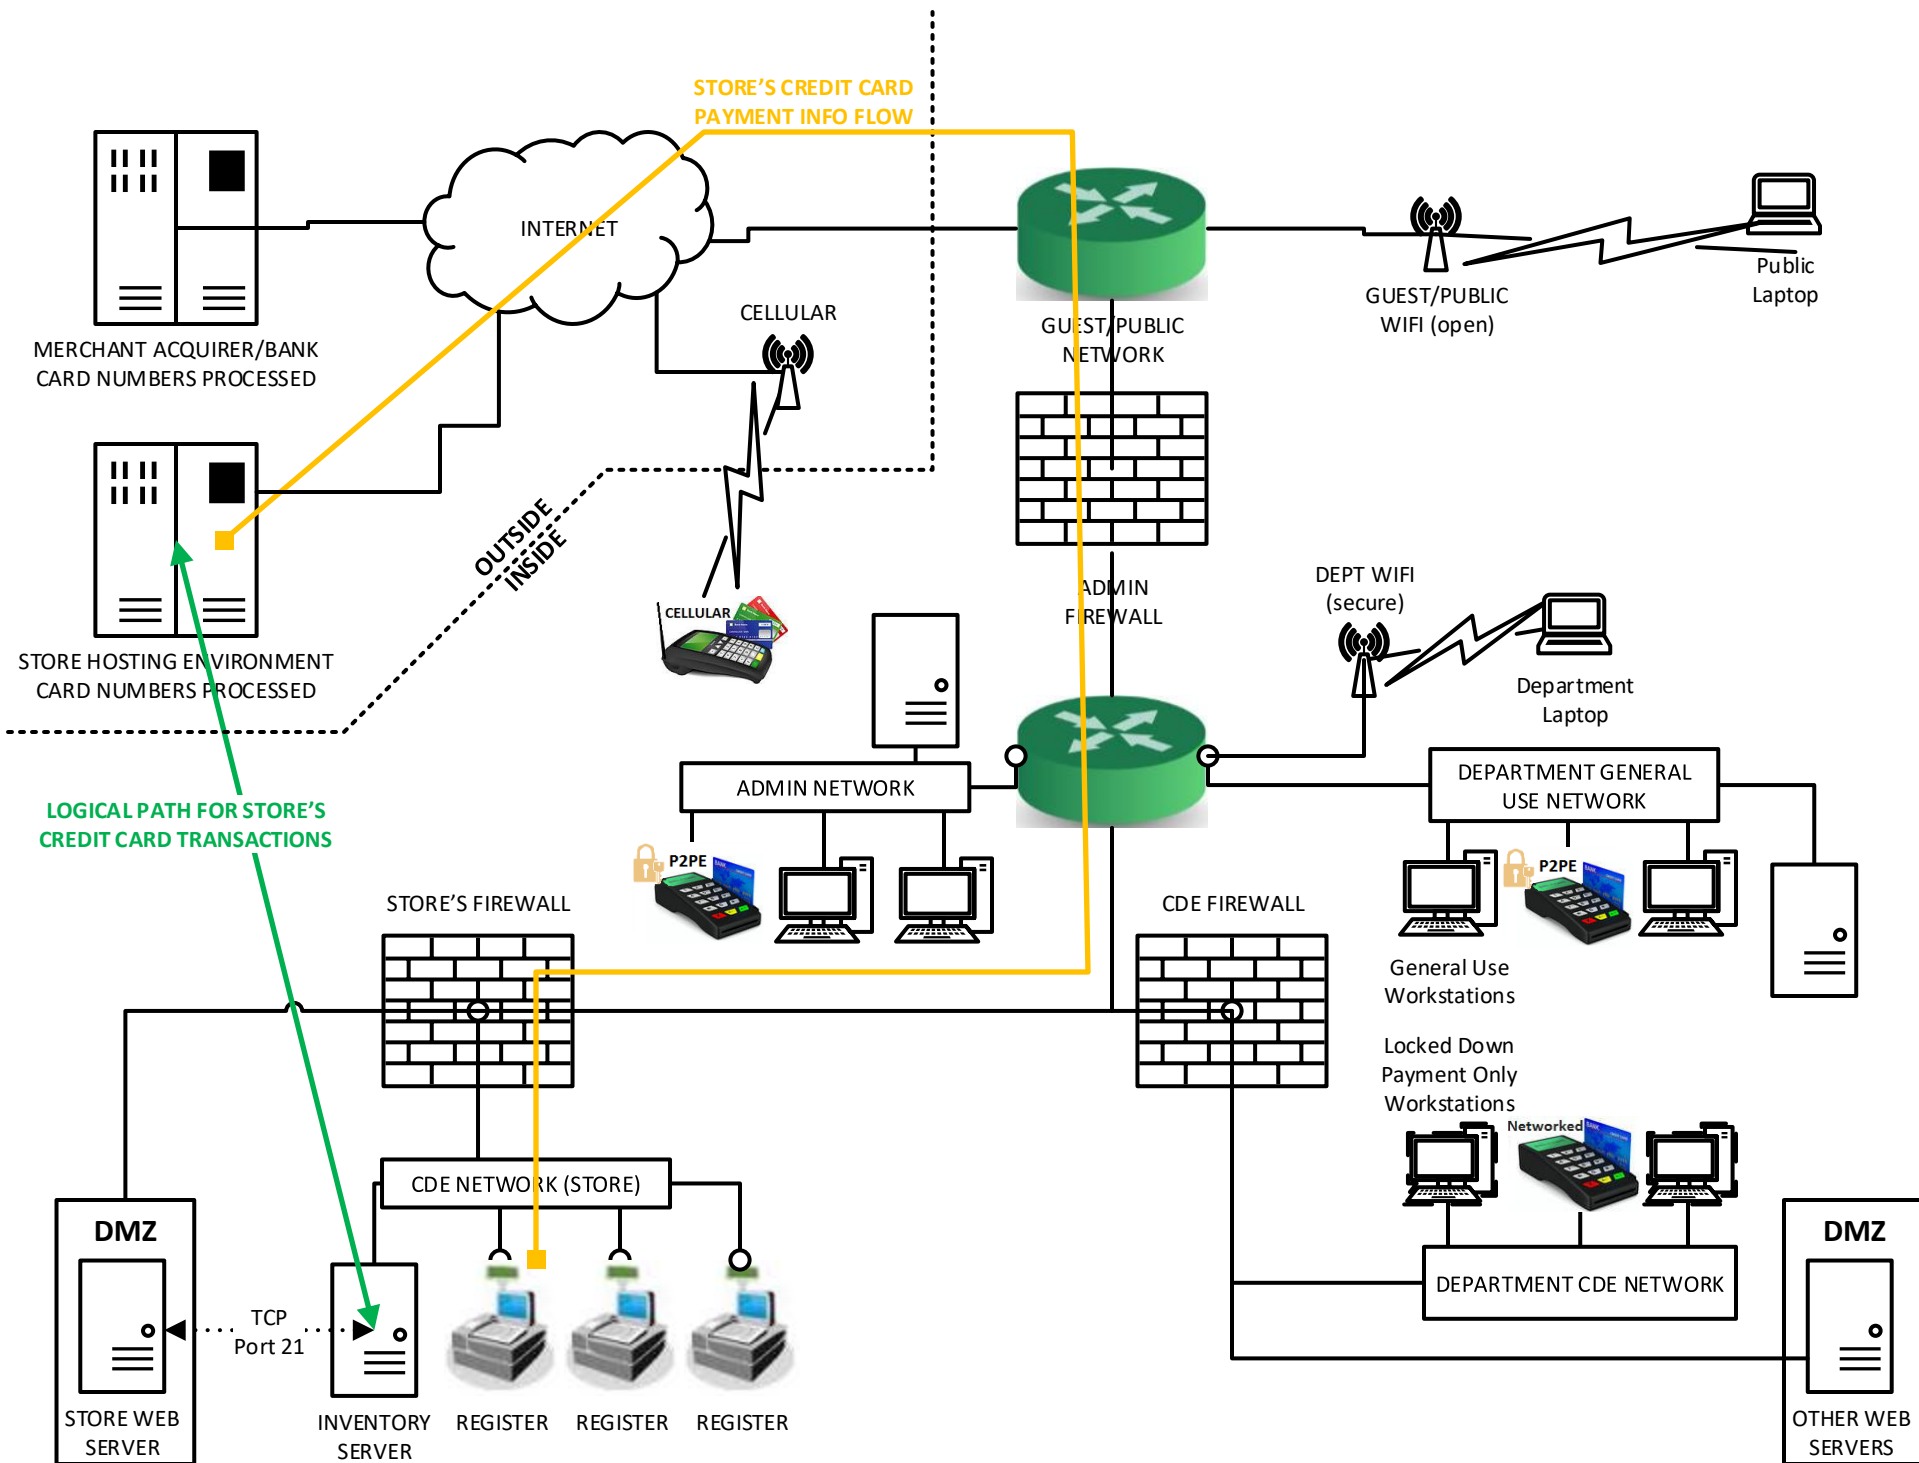 STORE'S CREDIT CARD
PAYMENT INFO FLOW
INTERNET
MERCHANT ACQUIRER/BANK
CARD NUMBERS PROCESSED
CELLULAR
GUEST/PUBLIC
NETWORK
GUEST/PUBLIC
WIFI (open)
Public
Laptop
OUTSIDE
INSIDE
STORE HOSTING ENVIRONMENT
CARD NUMBERS PROCESSED
CELLULAR
ADMIN
FIREWALL
DEPT WIFI
(secure)
Department
Laptop
ADMIN NETWORK
DEPARTMENT GENERAL
USE NETWORK
LOGICAL PATH FOR STORE'S
CREDIT CARD TRANSACTIONS
P2PE
P2PE
STORE'S FIREWALL
CDE FIREWALL
General Use
Workstations
Locked Down
Payment Only
Workstations
Networked
CDE NETWORK (STORE)
DMZ
DMZ
DEPARTMENT CDE NETWORK
TCP
Port 21
STORE WEB
SERVER
INVENTORY
SERVER
REGISTER
REGISTER
REGISTER
OTHER WEB
SERVERS